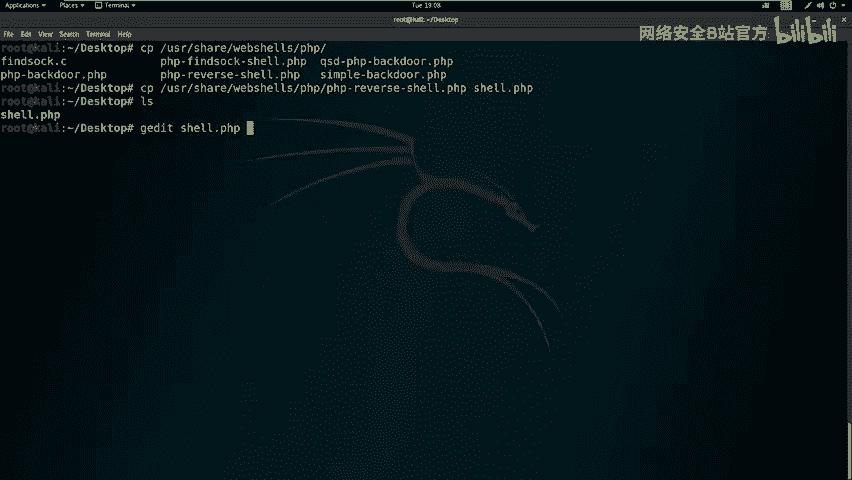 Applications Places Terminal Tue 19:08
root@kali: ~/Desktop
File Edit View Search Terminal Help
网络安全B站官方 bilibili
root@kali:~/Desktop# cp /usr/share/webshells/php/
findsock.c php-findsock-shell.php qsd-php-backdoor.php
php-backdoor.php php-reverse-shell.php simple-backdoor.php
root@kali:~/Desktop# cp /usr/share/webshells/php/php-reverse-shell.php shell.php
root@kali:~/Desktop# ls
shell.php
root@kali:~/Desktop# gedit shell.php